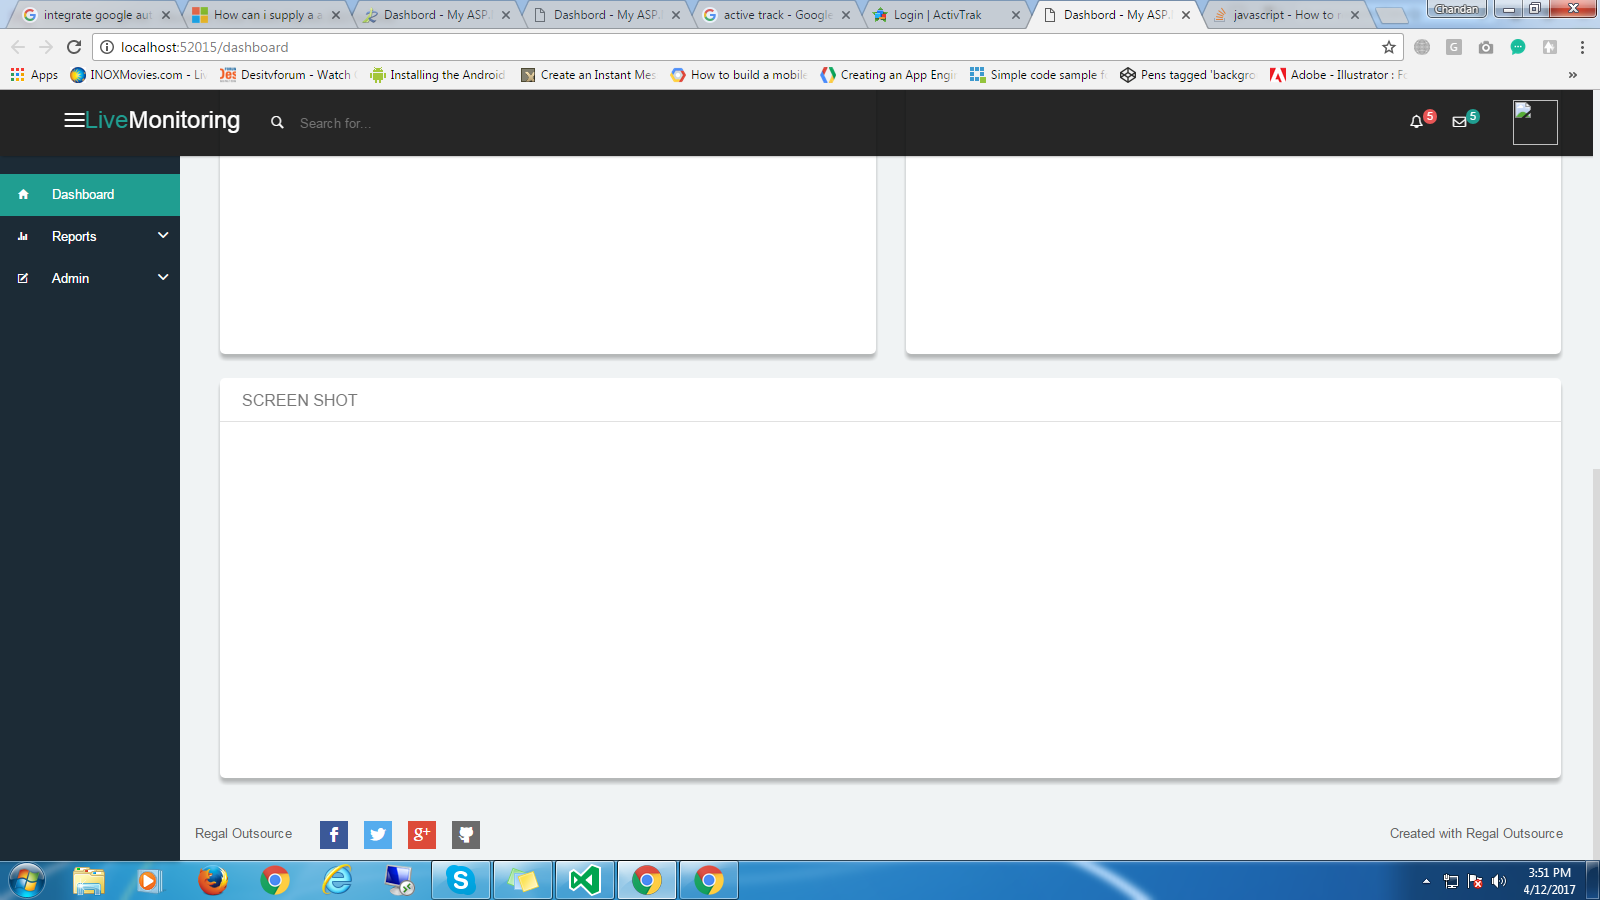 integrate google aut
How can i supply a a
Dashbord - My ASP.
Dashbord - My ASP.
active track - Google
Login | ActivTrak
Dashbord - My ASP.
javascript - How to r
Chandan
localhost:52015/dashboard
Apps
INOXMovies.com - Liv
Desitvforum - Watch
Installing the Android
Create an Instant Mes
How to build a mobile
Creating an App Engi
Simple code sample f
Pens tagged 'backgro
Adobe - Illustrator : Fo
»
LiveMonitoring
Search for...
5
5
Dashboard
Reports
Admin
SCREEN SHOT
Regal Outsource
Created with Regal Outsource
3:51 PM
4/12/2017